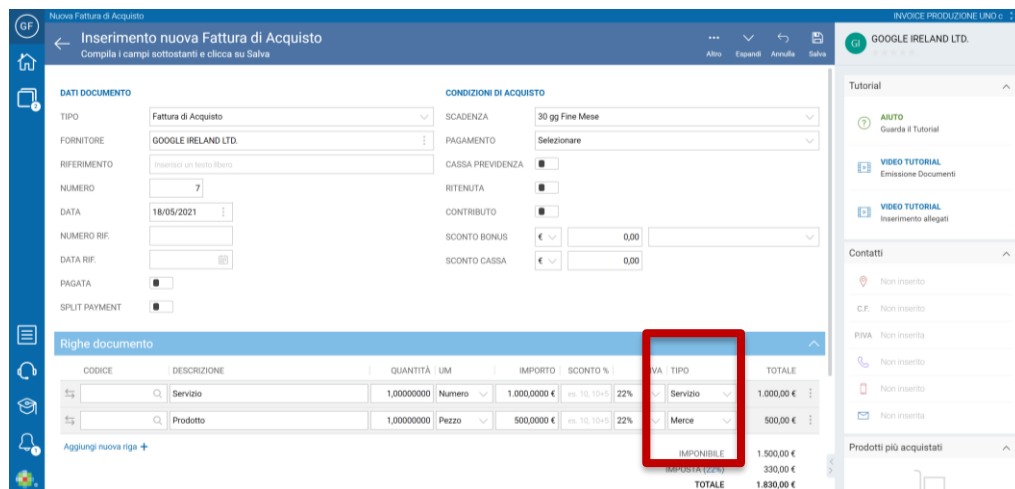 Nuova Fattura di Acquisto
INVOICE PRODUZIONE UNO c
GF
Inserimento nuova Fattura di Acquisto
Compila i campi sottostanti e clicca su Salva
Altro Espandi Annulla Salva
GI GOOGLE IRELAND LTD.
DATI DOCUMENTO
TIPO Fattura di Acquisto
FORNITORE GOOGLE IRELAND LTD.
RIFERIMENTO Inserisci un testo libero
NUMERO 7
DATA 18/05/2021
NUMERO RIF.
DATA RIF.
PAGATA
SPLIT PAYMENT
CONDIZIONI DI ACQUISTO
SCADENZA 30 gg Fine Mese
PAGAMENTO Selezionare
CASSA PREVIDENZA
RITENUTA
CONTRIBUTO
SCONTO BONUS € 0,00
SCONTO CASSA € 0,00
Righe documento
CODICE DESCRIZIONE QUANTITÀ UM IMPORTO SCONTO % IVA TIPO TOTALE
Servizio 1,00000000 Numero 1.000,0000 € es. 10, 10+5 22% Servizio 1.000,00 €
Prodotto 1,00000000 Pezzo 500,0000 € es. 10, 10+5 22% Merce 500,00 €
Aggiungi nuova riga +
IMPONIBILE 1.500,00 €
IMPOSTA (22%) 330,00 €
TOTALE 1.830,00 €
Tutorial
AIUTO
Guarda il Tutorial
VIDEO TUTORIAL
Emissione Documenti
VIDEO TUTORIAL
Inserimento allegati
Contatti
Non inserito
C.F. Non inserito
P.IVA Non inserita
Non inserito
Non inserito
Non inserito
Prodotti più acquistati